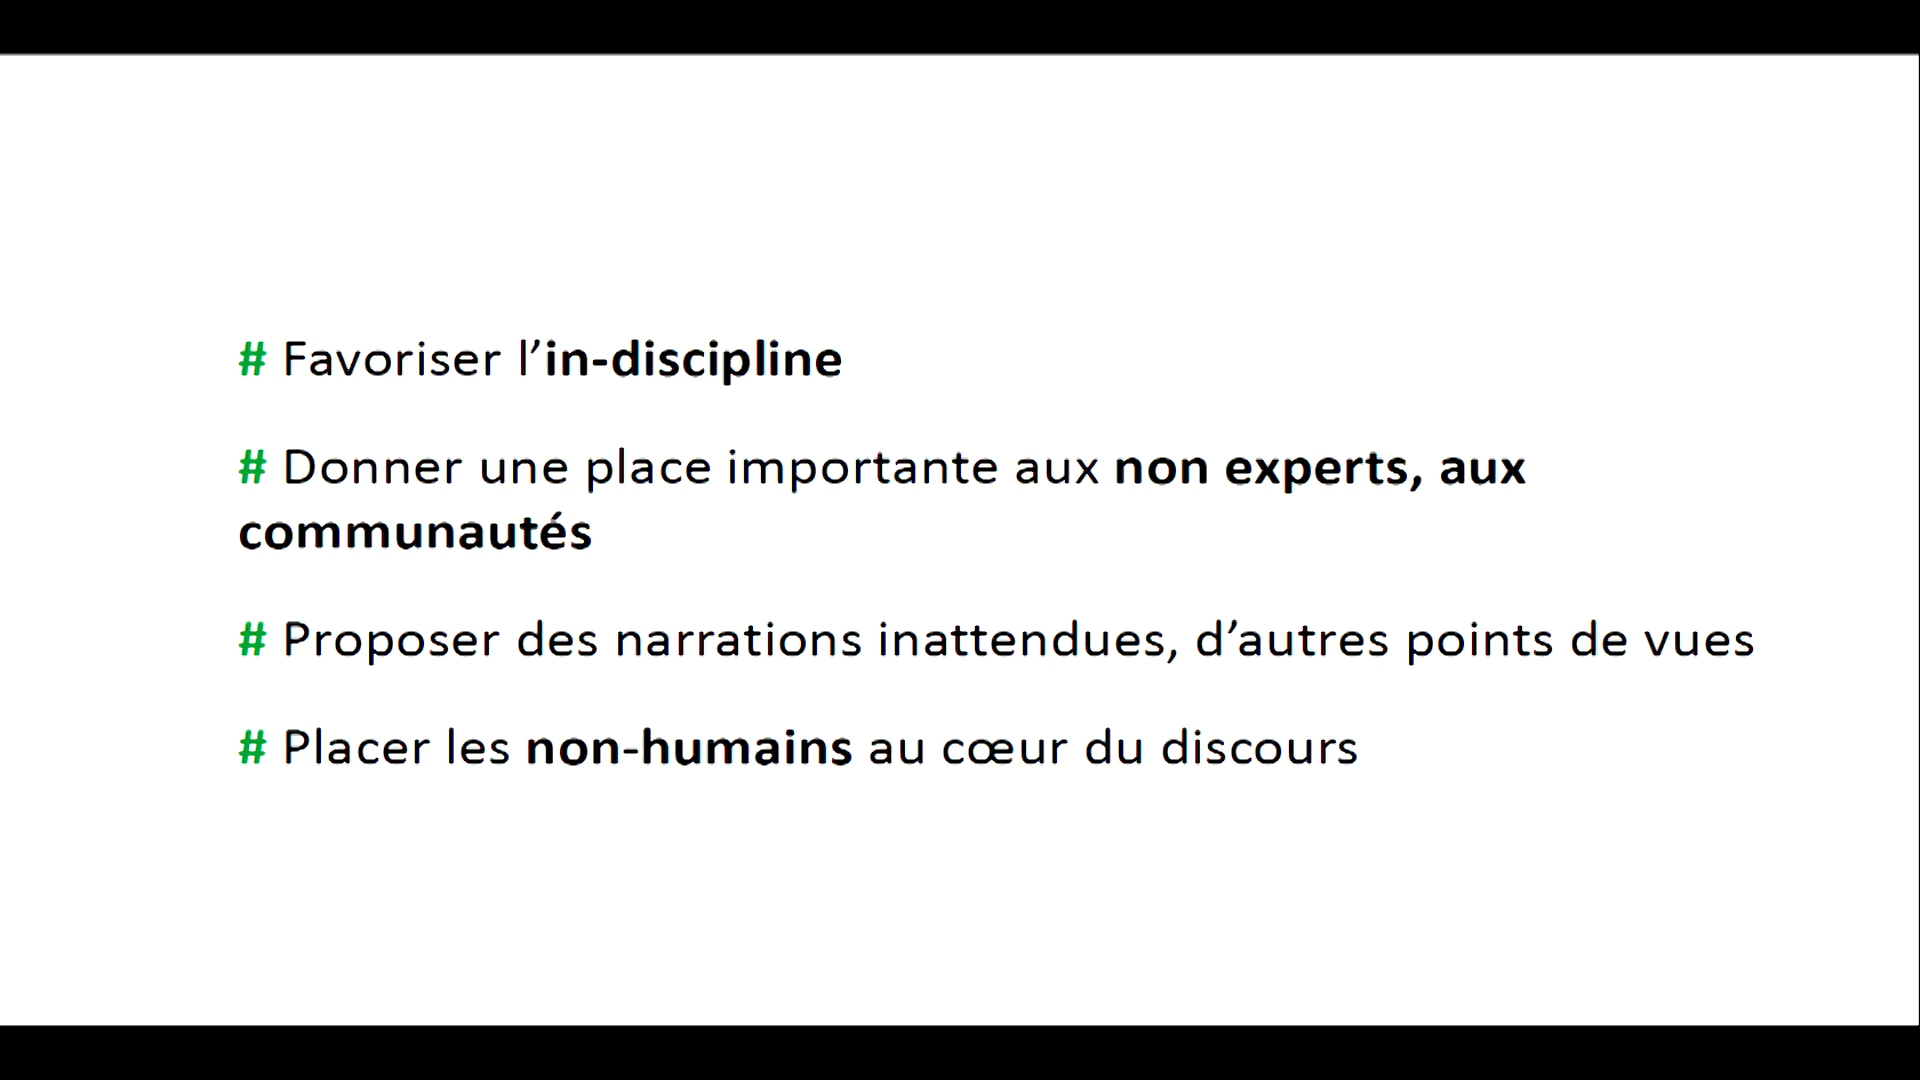 # Favoriser l’in-discipline
# Donner une place importante aux non experts, aux
communautés
# Proposer des narrations inattendues, d’autres points de vues
# Placer les non-humains au cœur du discours